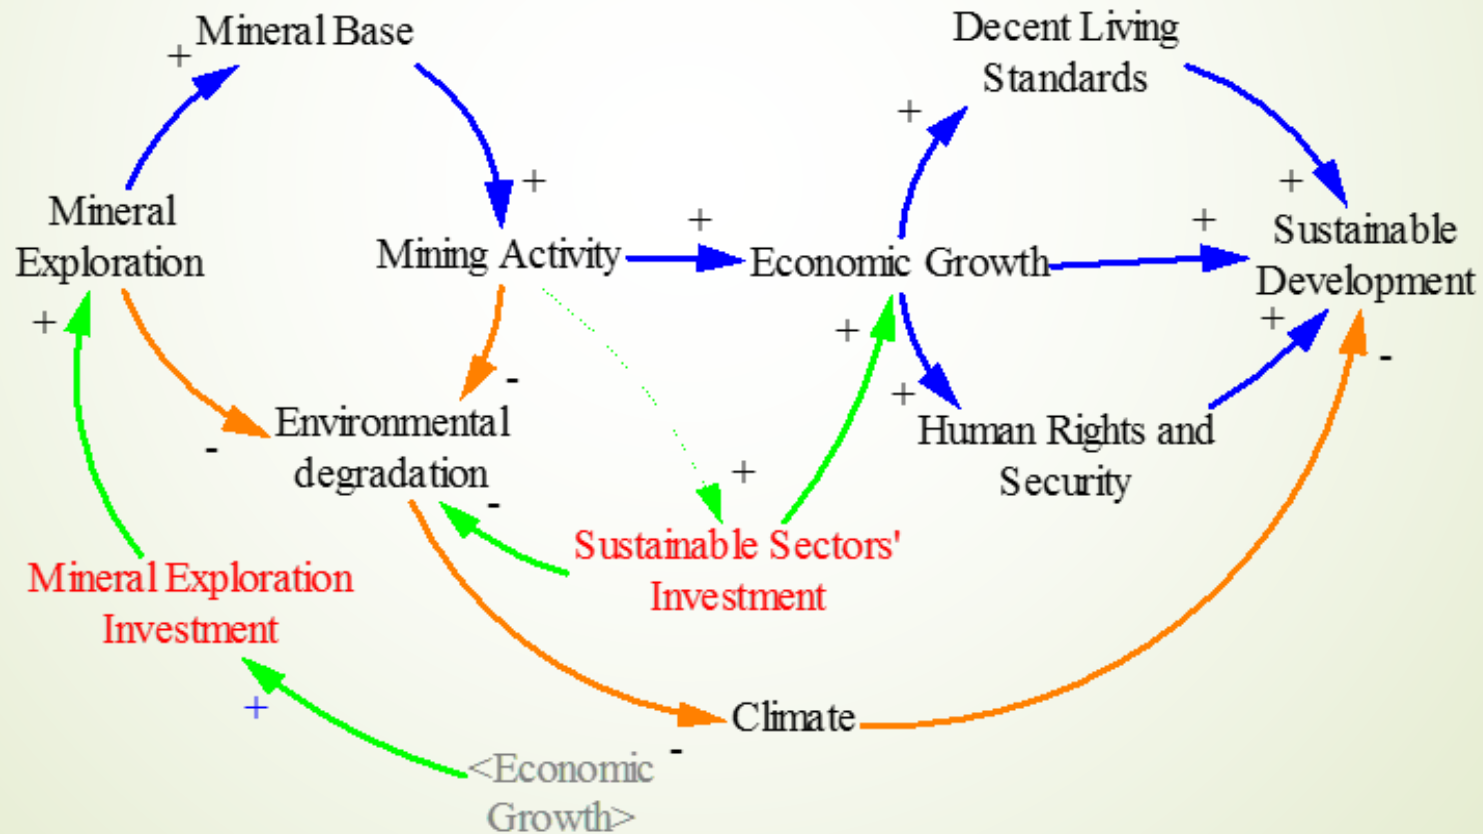 Mineral Base
+
Decent Living
Standards
+
+
+
Mineral
Exploration
Mining Activity
+
Economic Growth
+
Sustainable
Development
+
+
+
+
-
-
Environmental
degradation
-
Human Rights and
Security
-
+
-
Sustainable Sectors'
Investment
Mineral Exploration
Investment
+
Climate
-
<Economic
Growth>